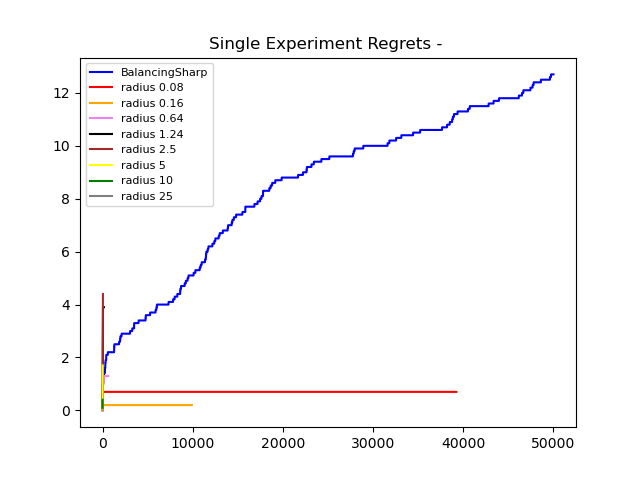 Single Experiment Regrets -
BalancingSharp
radius 0.08
radius 0.16
radius 0.64
radius 1.24
radius 2.5
radius 5
radius 10
radius 25
12
10
8
6
4
2
0
0 10000 20000 30000 40000 50000